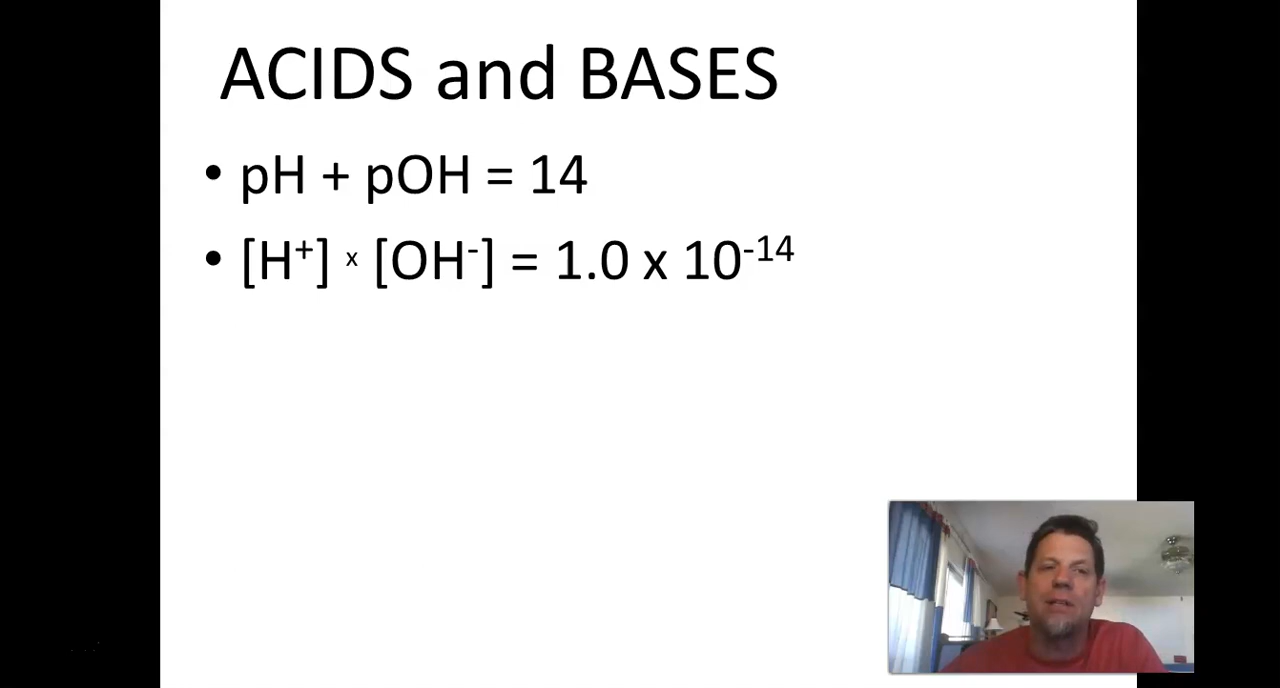 ACIDS and BASES
• pH + pOH = 14
• [H⁺] x [OH⁻] = 1.0 x 10⁻¹⁴